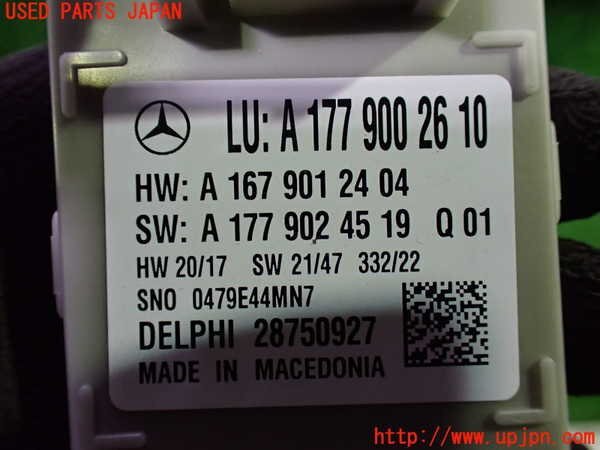 USED PARTS JAPAN
LU: A 177 900 26 10
HW: A 167 901 24 04
SW: A 177 902 45 19 Q 01
HW 20/17 SW 21/47 332/22
SNO 0479E44MN7
DELPHI 28750927
MADE IN MACEDONIA
http://www.upjpn.com/